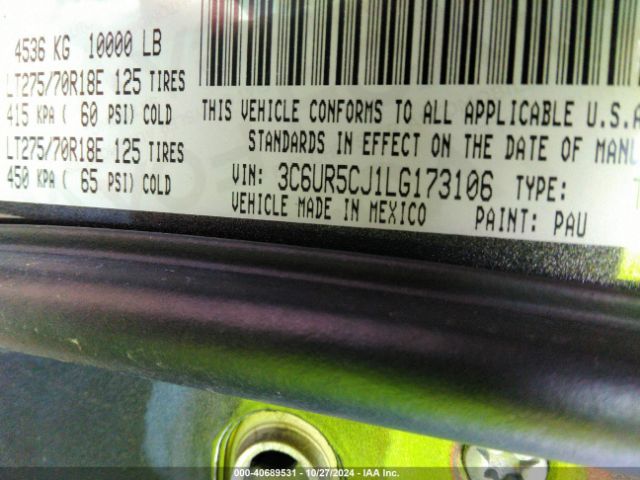 4536 KG 10000 LB
LT275/70R18E 125 TIRES
415 KPA ( 60 PSI) COLD
LT275/70R18E 125 TIRES
450 KPA ( 65 PSI) COLD
THIS VEHICLE CONFORMS TO ALL APPLICABLE U.S.A
STANDARDS IN EFFECT ON THE DATE OF MANU
VIN: 3C6UR5CJ1LG173106 TYPE: T
VEHICLE MADE IN MEXICO PAINT: PAU
000-40689531 - 10/27/2024 - IAA Inc.